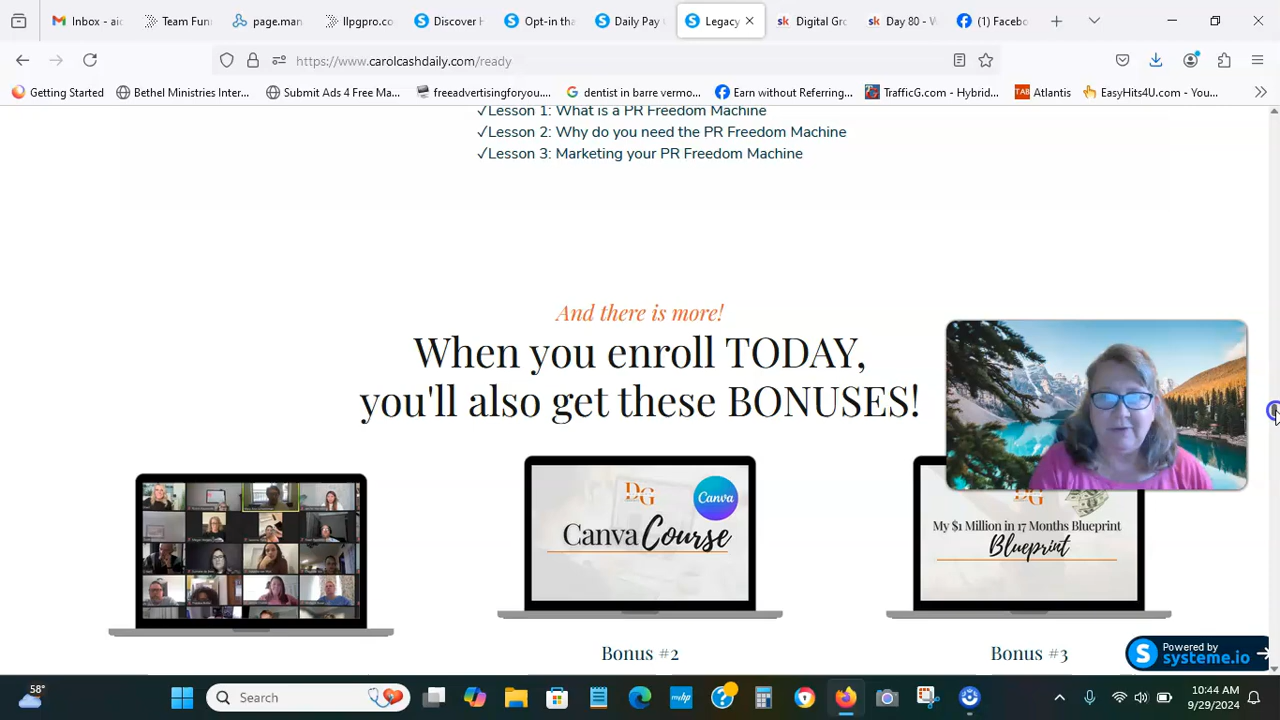 Inbox - aic
Team Fun
page.man
llpgpro.co
Discover H
Opt-in tha
Daily Pay C
Legacy
Digital Gro
Day 80 - W
(1) Facebo
https://www.carolcashdaily.com/ready
Getting Started
Bethel Ministries Inter...
Submit Ads 4 Free Ma...
freeadvertisingforyou....
dentist in barre vermo...
Earn without Referring...
TrafficG.com - Hybrid...
TAB
Atlantis
EasyHits4U.com - You...
✓Lesson 1: What is a PR Freedom Machine
✓Lesson 2: Why do you need the PR Freedom Machine
✓Lesson 3: Marketing your PR Freedom Machine
And there is more!
When you enroll TODAY,
you'll also get these BONUSES!
DG
Canva
Canva Course
DG
My $1 Million in 17 Months Blueprint
Blueprint
Bonus #2
Bonus #3
Powered by
systeme.io
58°
Search
10:44 AM
9/29/2024